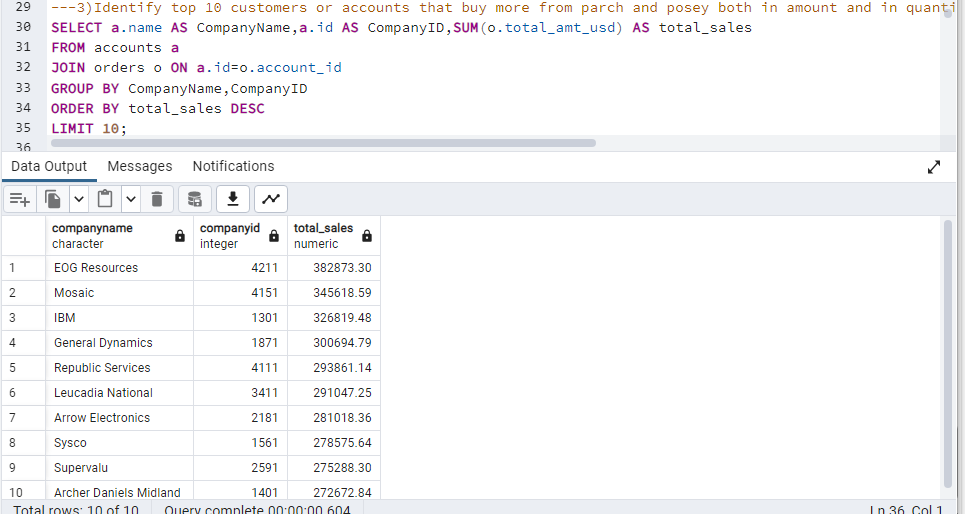 29 ---3)Identify top 10 customers or accounts that buy more from parch and posey both in amount and in quanti
30 SELECT a.name AS CompanyName,a.id AS CompanyID,SUM(o.total_amt_usd) AS total_sales
31 FROM accounts a
32 JOIN orders o ON a.id=o.account_id
33 GROUP BY CompanyName,CompanyID
34 ORDER BY total_sales DESC
35 LIMIT 10;
36
Data Output Messages Notifications
companyname companyid total_sales
character integer numeric
1 EOG Resources 4211 382873.30
2 Mosaic 4151 345618.59
3 IBM 1301 326819.48
4 General Dynamics 1871 300694.79
5 Republic Services 4111 293861.14
6 Leucadia National 3411 291047.25
7 Arrow Electronics 2181 281018.36
8 Sysco 1561 278575.64
9 Supervalu 2591 275288.30
10 Archer Daniels Midland 1401 272672.84
Total rows: 10 of 10 Query complete 00:00:00.604 Ln 36, Col 1